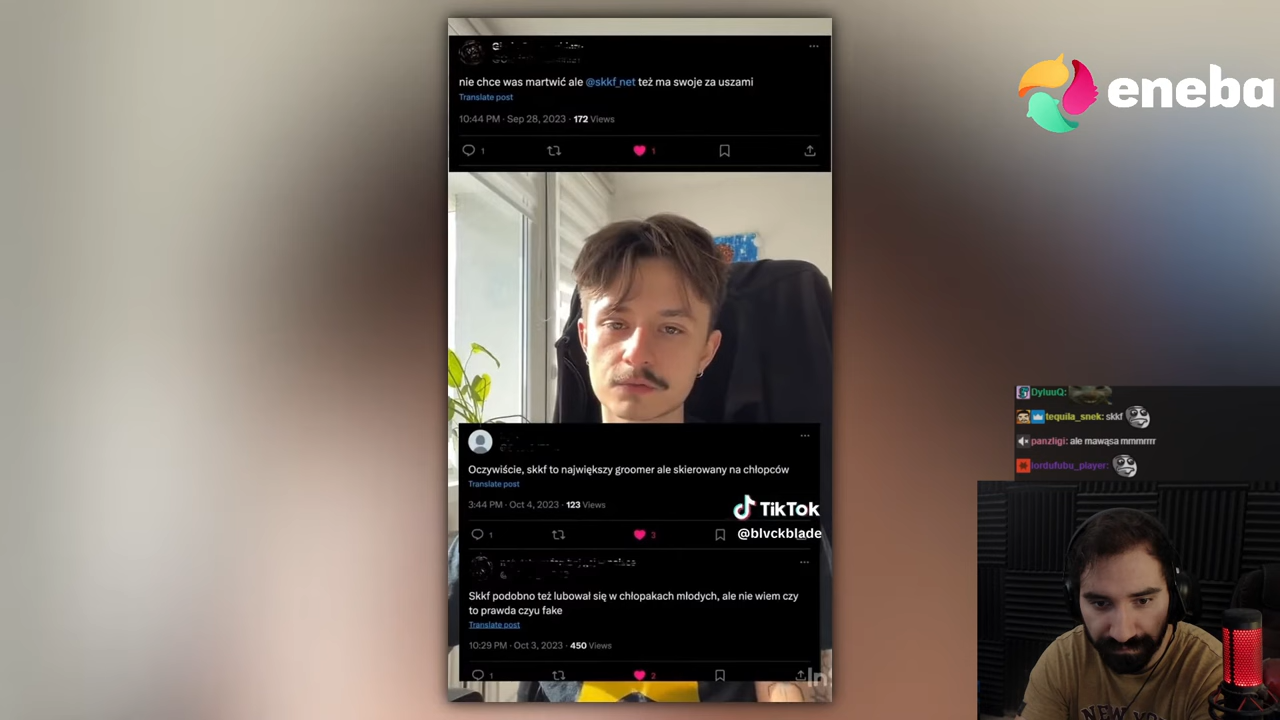 nie chce was martwić ale @skkf_net też ma swoje za uszami
Translate post
10:44 PM · Sep 28, 2023 · 172 Views
1
1
eneba
Oczywiście, skkf to największy groomer ale skierowany na chłopców
Translate post
3:44 PM · Oct 4, 2023 · 123 Views
1
3
TikTok
@blvckblade
Skkf podobno też lubował się w chłopakach młodych, ale nie wiem czy
to prawda czyu fake
Translate post
10:29 PM · Oct 3, 2023 · 450 Views
1
2
DyluuQ:
tequila_snek: skkf
panzligi: ale mawąsa mmmrrrr
lordufubu_player:
NEW